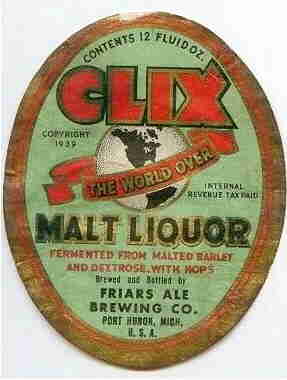 CONTENTS 12 FLUID OZ.
CLIX
COPYRIGHT
1939
THE WORLD OVER
INTERNAL
REVENUE TAX PAID
MALT LIQUOR
FERMENTED FROM MALTED BARLEY
AND DEXTROSE, WITH HOPS
Brewed and Bottled by
FRIARS' ALE
BREWING CO.
PORT HURON, MICH.
U. S. A.